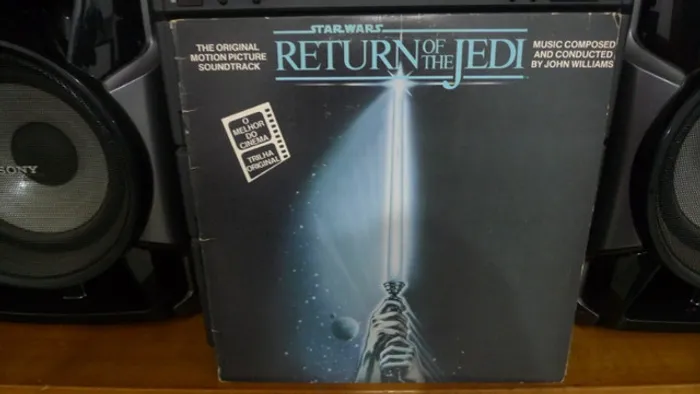 STAR WARS
RETURN OF THE JEDI
THE ORIGINAL
MOTION PICTURE
SOUNDTRACK
MUSIC COMPOSED
AND CONDUCTED
BY JOHN WILLIAMS
O
MELHOR
DO
CINEMA
TRILHA
ORIGINAL
SONY